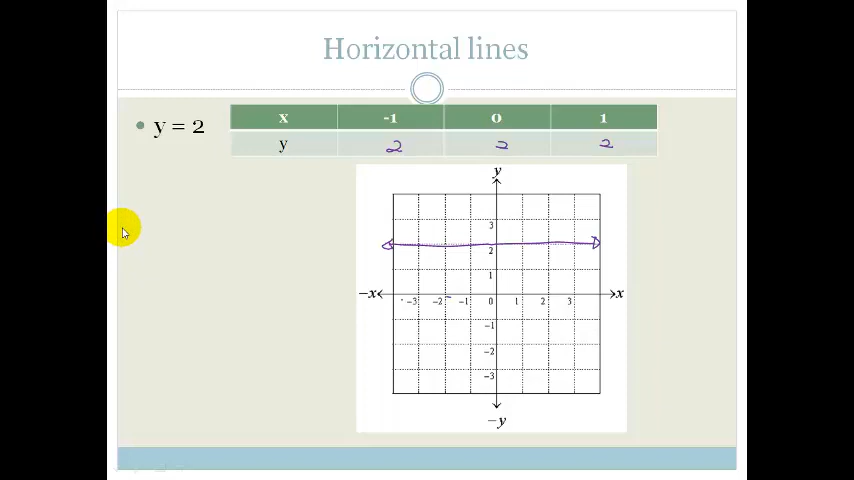 Horizontal lines
• y = 2
x -1 0 1
y 2 2 2
y
3
2
1
−x −3 −2 −1 0 1 2 3 x
−1
−2
−3
−y